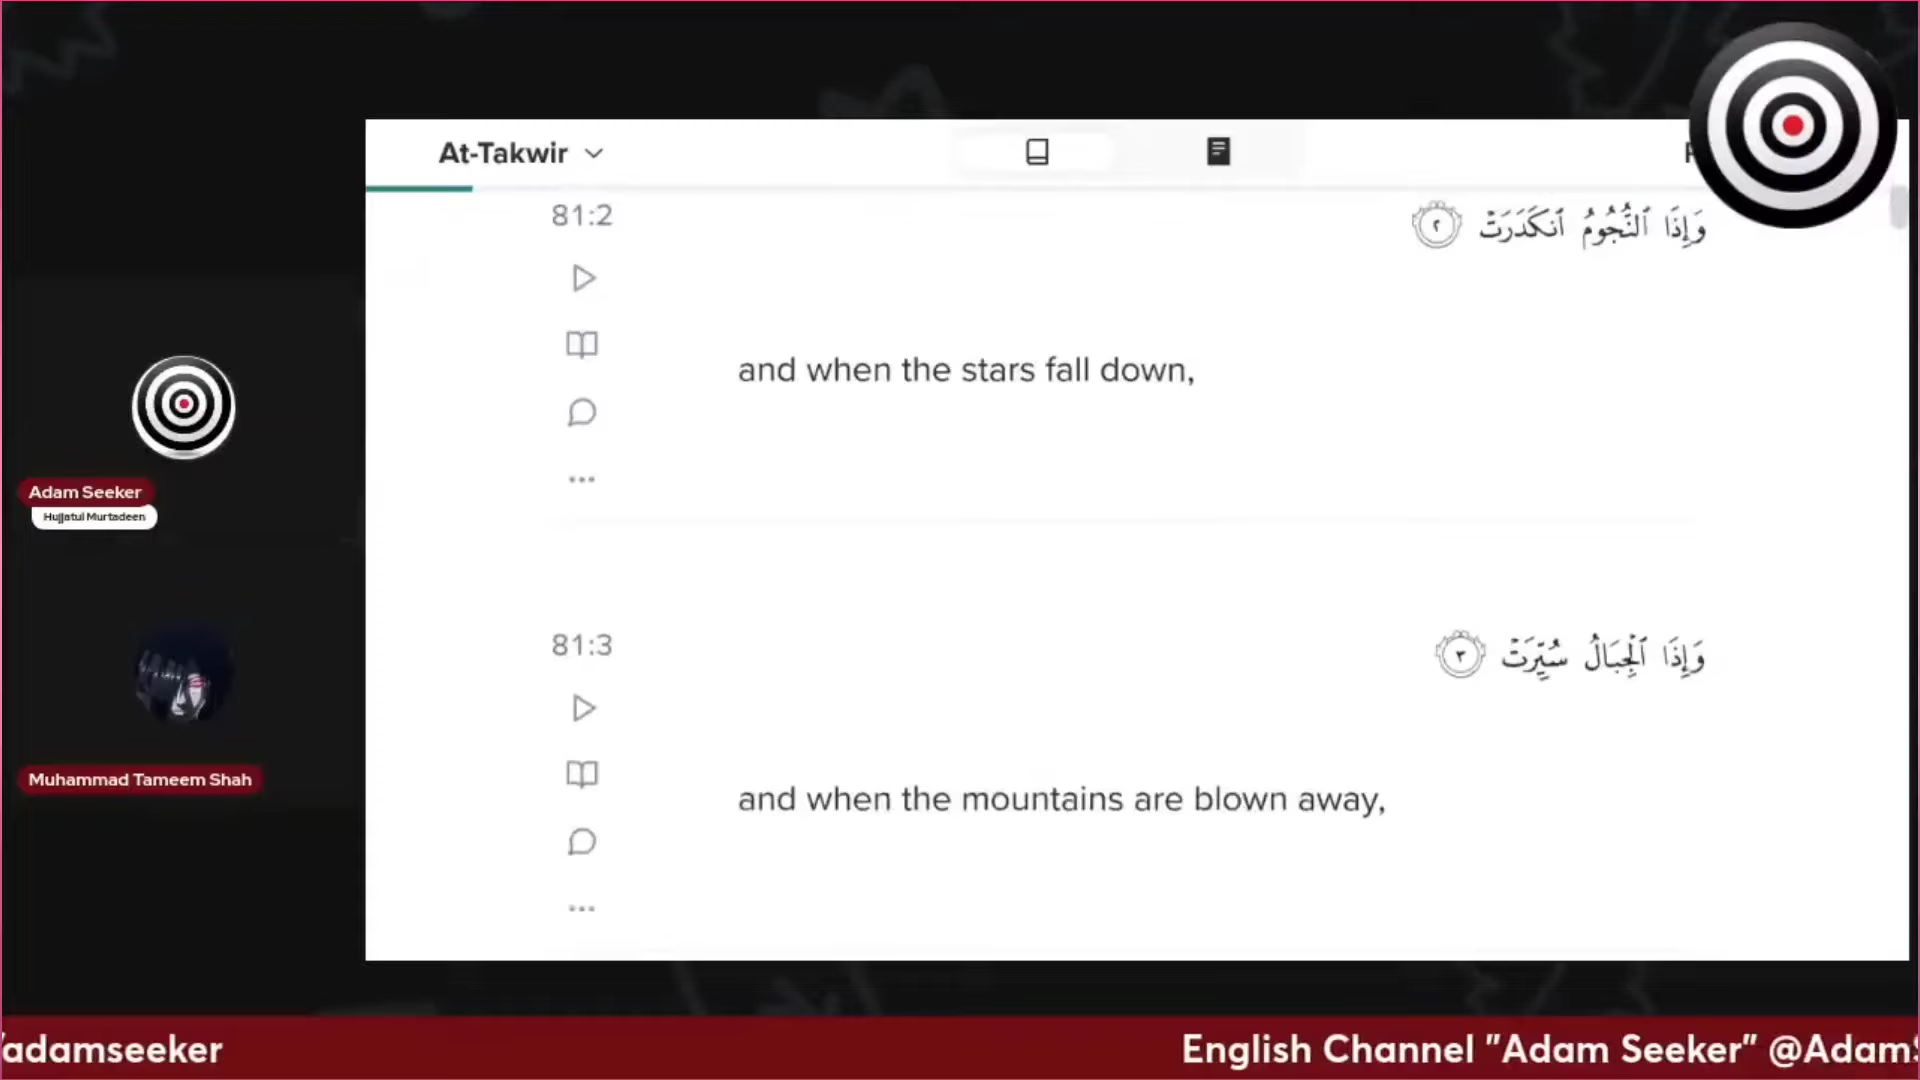 At-Takwir
81:2
وَإِذَا ٱلنُّجُومُ ٱنكَدَرَتْ ٢
and when the stars fall down,
81:3
وَإِذَا ٱلْجِبَالُ سُيِّرَتْ ٣
and when the mountains are blown away,
Adam Seeker
Hujjatul Murtadeen
Muhammad Tameem Shah
/adamseeker
English Channel "Adam Seeker" @Adam